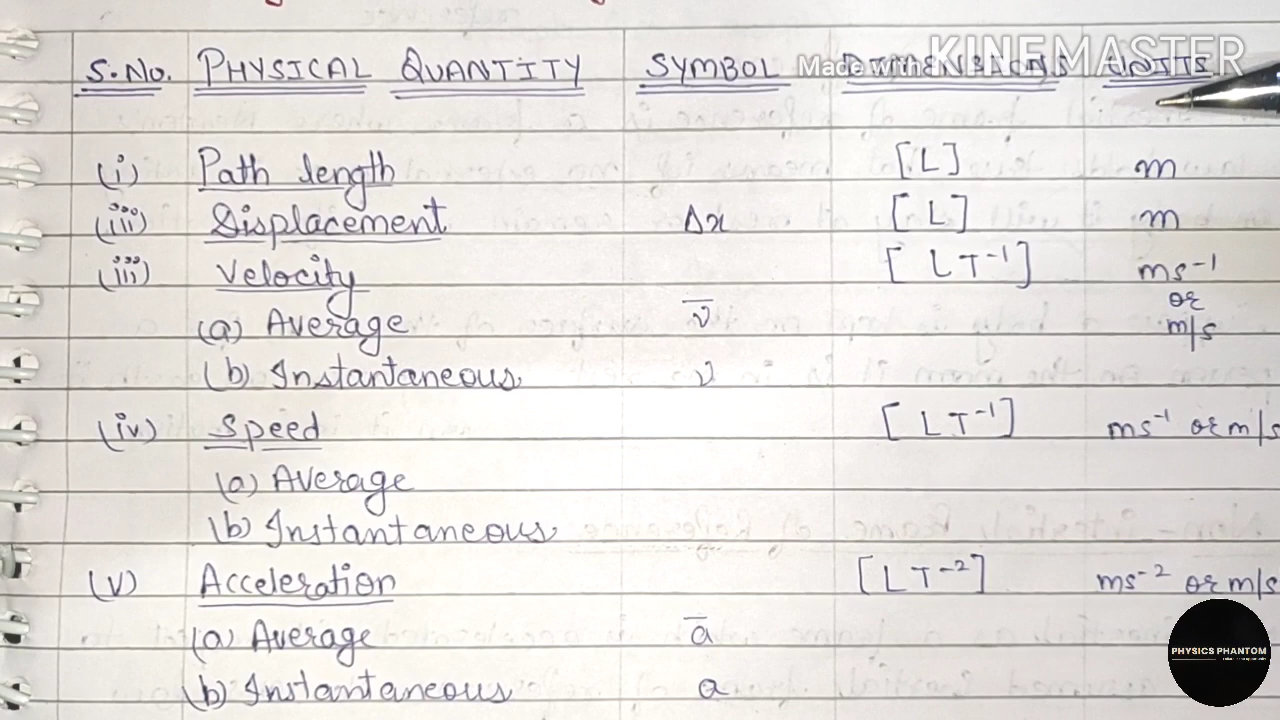 S.No. PHYSICAL QUANTITY SYMBOL DIMENSIONS UNITS
Made with KINEMASTER
(i) Path length [L] m
(iii) Displacement Δx [L] m
(iii) Velocity [LT⁻¹] ms⁻¹
or
(a) Average v̅ m/s
(b) Instantaneous v
(iv) Speed [LT⁻¹] ms⁻¹ or m/s
(a) Average
(b) Instantaneous
(v) Acceleration [LT⁻²] ms⁻² or m/s
(a) Average a̅
(b) Instantaneous a
PHYSICS PHANTOM